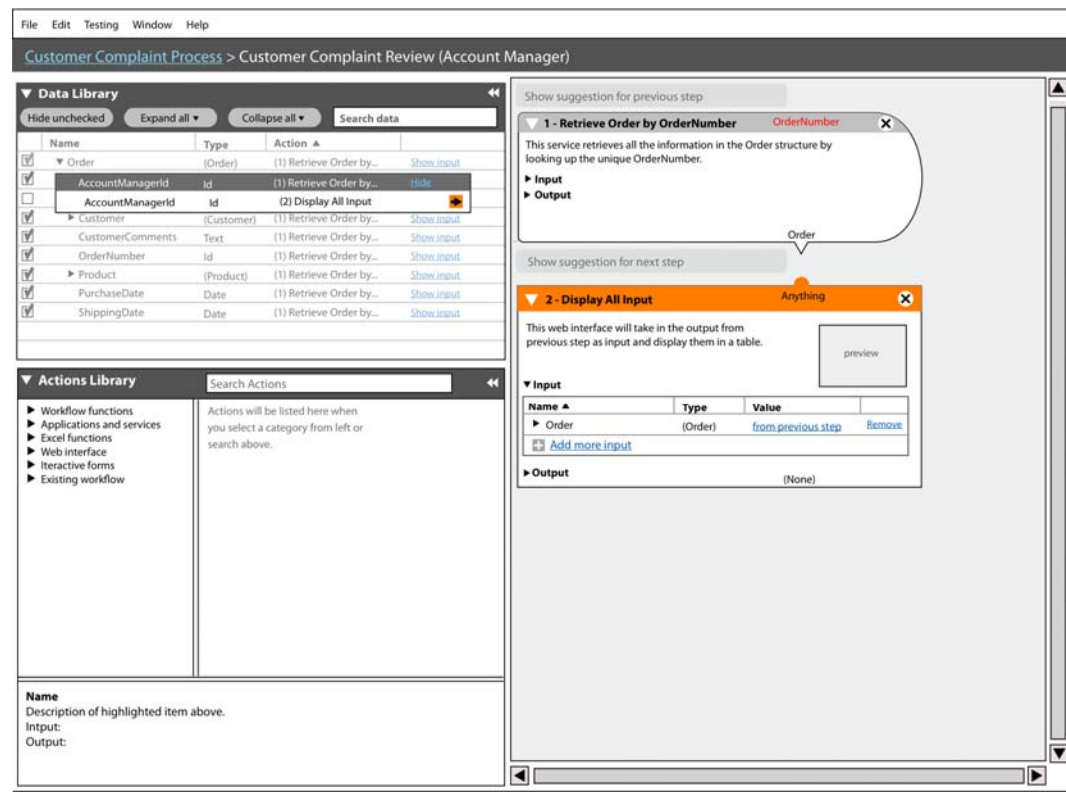 File Edit Testing Window Help
Customer Complaint Process > Customer Complaint Review (Account Manager)
▼ Data Library
Hide unchecked Expand all ▾ Collapse all ▾ Search data
Name Type Action ▲
▼ Order (Order) (1) Retrieve Order by... Show input
AccountManagerId Id (1) Retrieve Order by... Hide
AccountManagerId Id (2) Display All Input
▶ Customer (Customer) (1) Retrieve Order by... Show input
CustomerComments Text (1) Retrieve Order by... Show input
OrderNumber Id (1) Retrieve Order by... Show input
▶ Product (Product) (1) Retrieve Order by... Show input
PurchaseDate Date (1) Retrieve Order by... Show input
ShippingDate Date (1) Retrieve Order by... Show input
▼ Actions Library Search Actions
▶ Workflow functions
▶ Applications and services
▶ Excel functions
▶ Web interface
▶ Iteractive forms
▶ Existing workflow
Actions will be listed here when
you select a category from left or
search above.
Name
Description of highlighted item above.
Intput:
Output:
Show suggestion for previous step
1 - Retrieve Order by OrderNumber OrderNumber
This service retrieves all the information in the Order structure by
looking up the unique OrderNumber.
▶ Input
▶ Output
Order
Show suggestion for next step
2 - Display All Input Anything
This web interface will take in the output from
previous step as input and display them in a table.
preview
▼ Input
Name ▲ Type Value
▶ Order (Order) from previous step Remove
Add more input
▶ Output
(None)